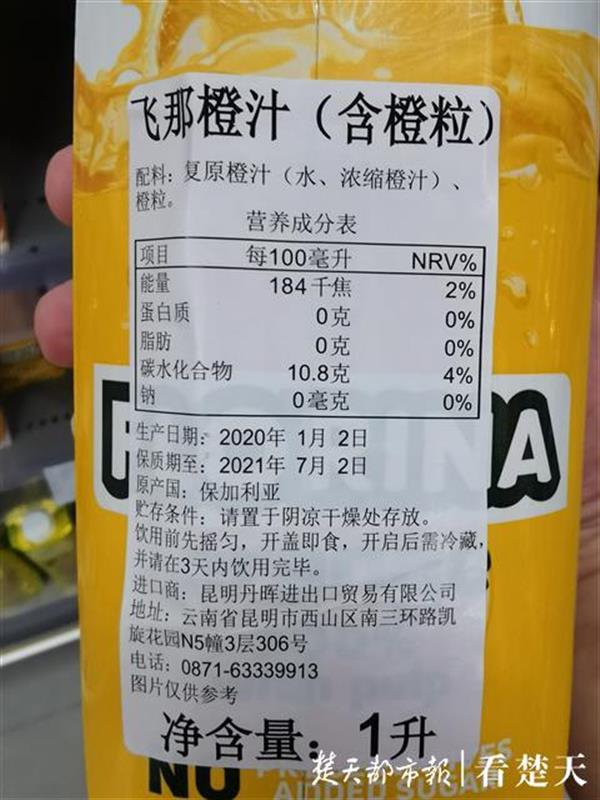 飞那橙汁（含橙粒）
配料：复原橙汁（水、浓缩橙汁）、
橙粒。
营养成分表
项目 每100毫升 NRV%
能量 184千焦 2%
蛋白质 0克 0%
脂肪 0克 0%
碳水化合物 10.8克 4%
钠 0毫克 0%
生产日期：2020年 1月 2日
保质期至：2021年 7月 2日
原产国：保加利亚
贮存条件：请置于阴凉干燥处存放。
饮用前先摇匀，开盖即食，开启后需冷藏，
并请在3天内饮用完毕。
进口商：昆明丹晖进出口贸易有限公司
地址：云南省昆明市西山区南三环路凯
旋花园N5幢3层306号
电话：0871-63339913
图片仅供参考
净含量：1升
NO
ADDED SUGAR
楚天都市报 看楚天